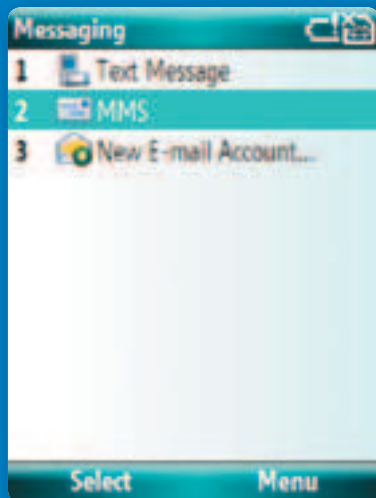 Messaging
1 Text Message
2 MMS
3 New E-mail Account...
Select Menu